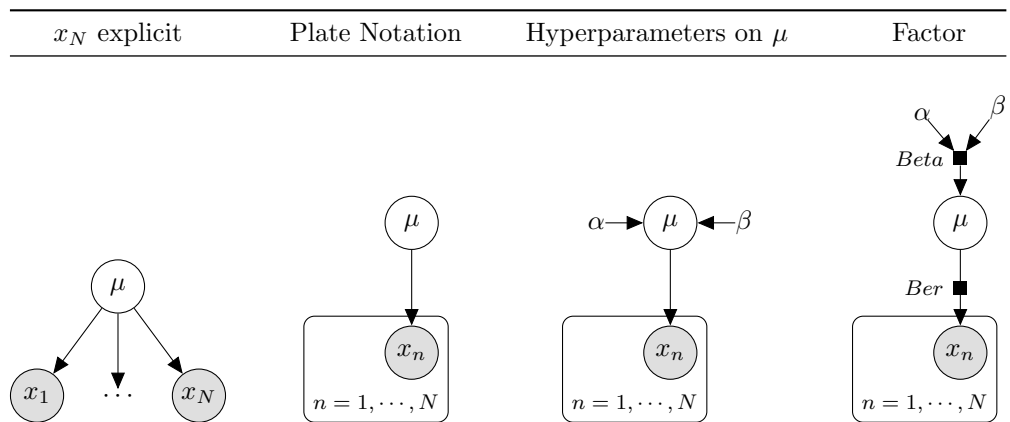 x_N explicit Plate Notation Hyperparameters on μ Factor
α β
Beta
μ α μ β μ
μ Ber
x_n x_n x_n
x_1 ⋯ x_N n = 1, ⋯, N n = 1, ⋯, N n = 1, ⋯, N